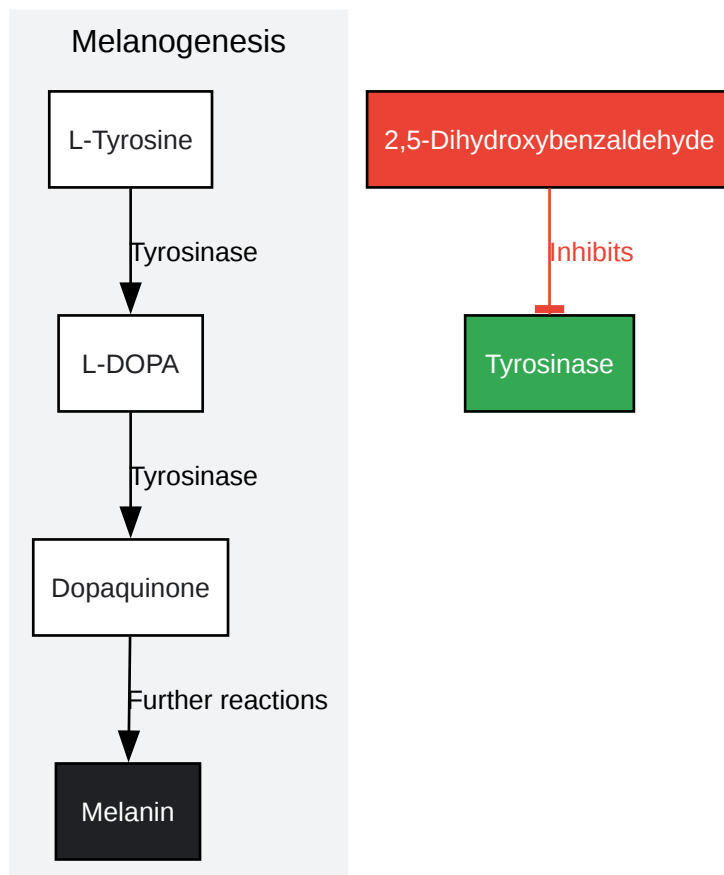 Melanogenesis
L-Tyrosine
Tyrosinase
L-DOPA
Tyrosinase
Dopaquinone
Further reactions
Melanin
2,5-Dihydroxybenzaldehyde
Inhibits
Tyrosinase